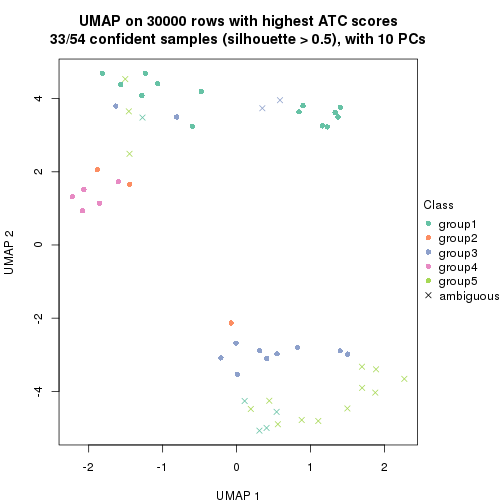 UMAP on 30000 rows with highest ATC scores
33/54 confident samples (silhouette > 0.5), with 10 PCs
4
2
0
-2
-4
UMAP 2
-2
-1
0
1
2
UMAP 1
Class
group1
group2
group3
group4
group5
ambiguous